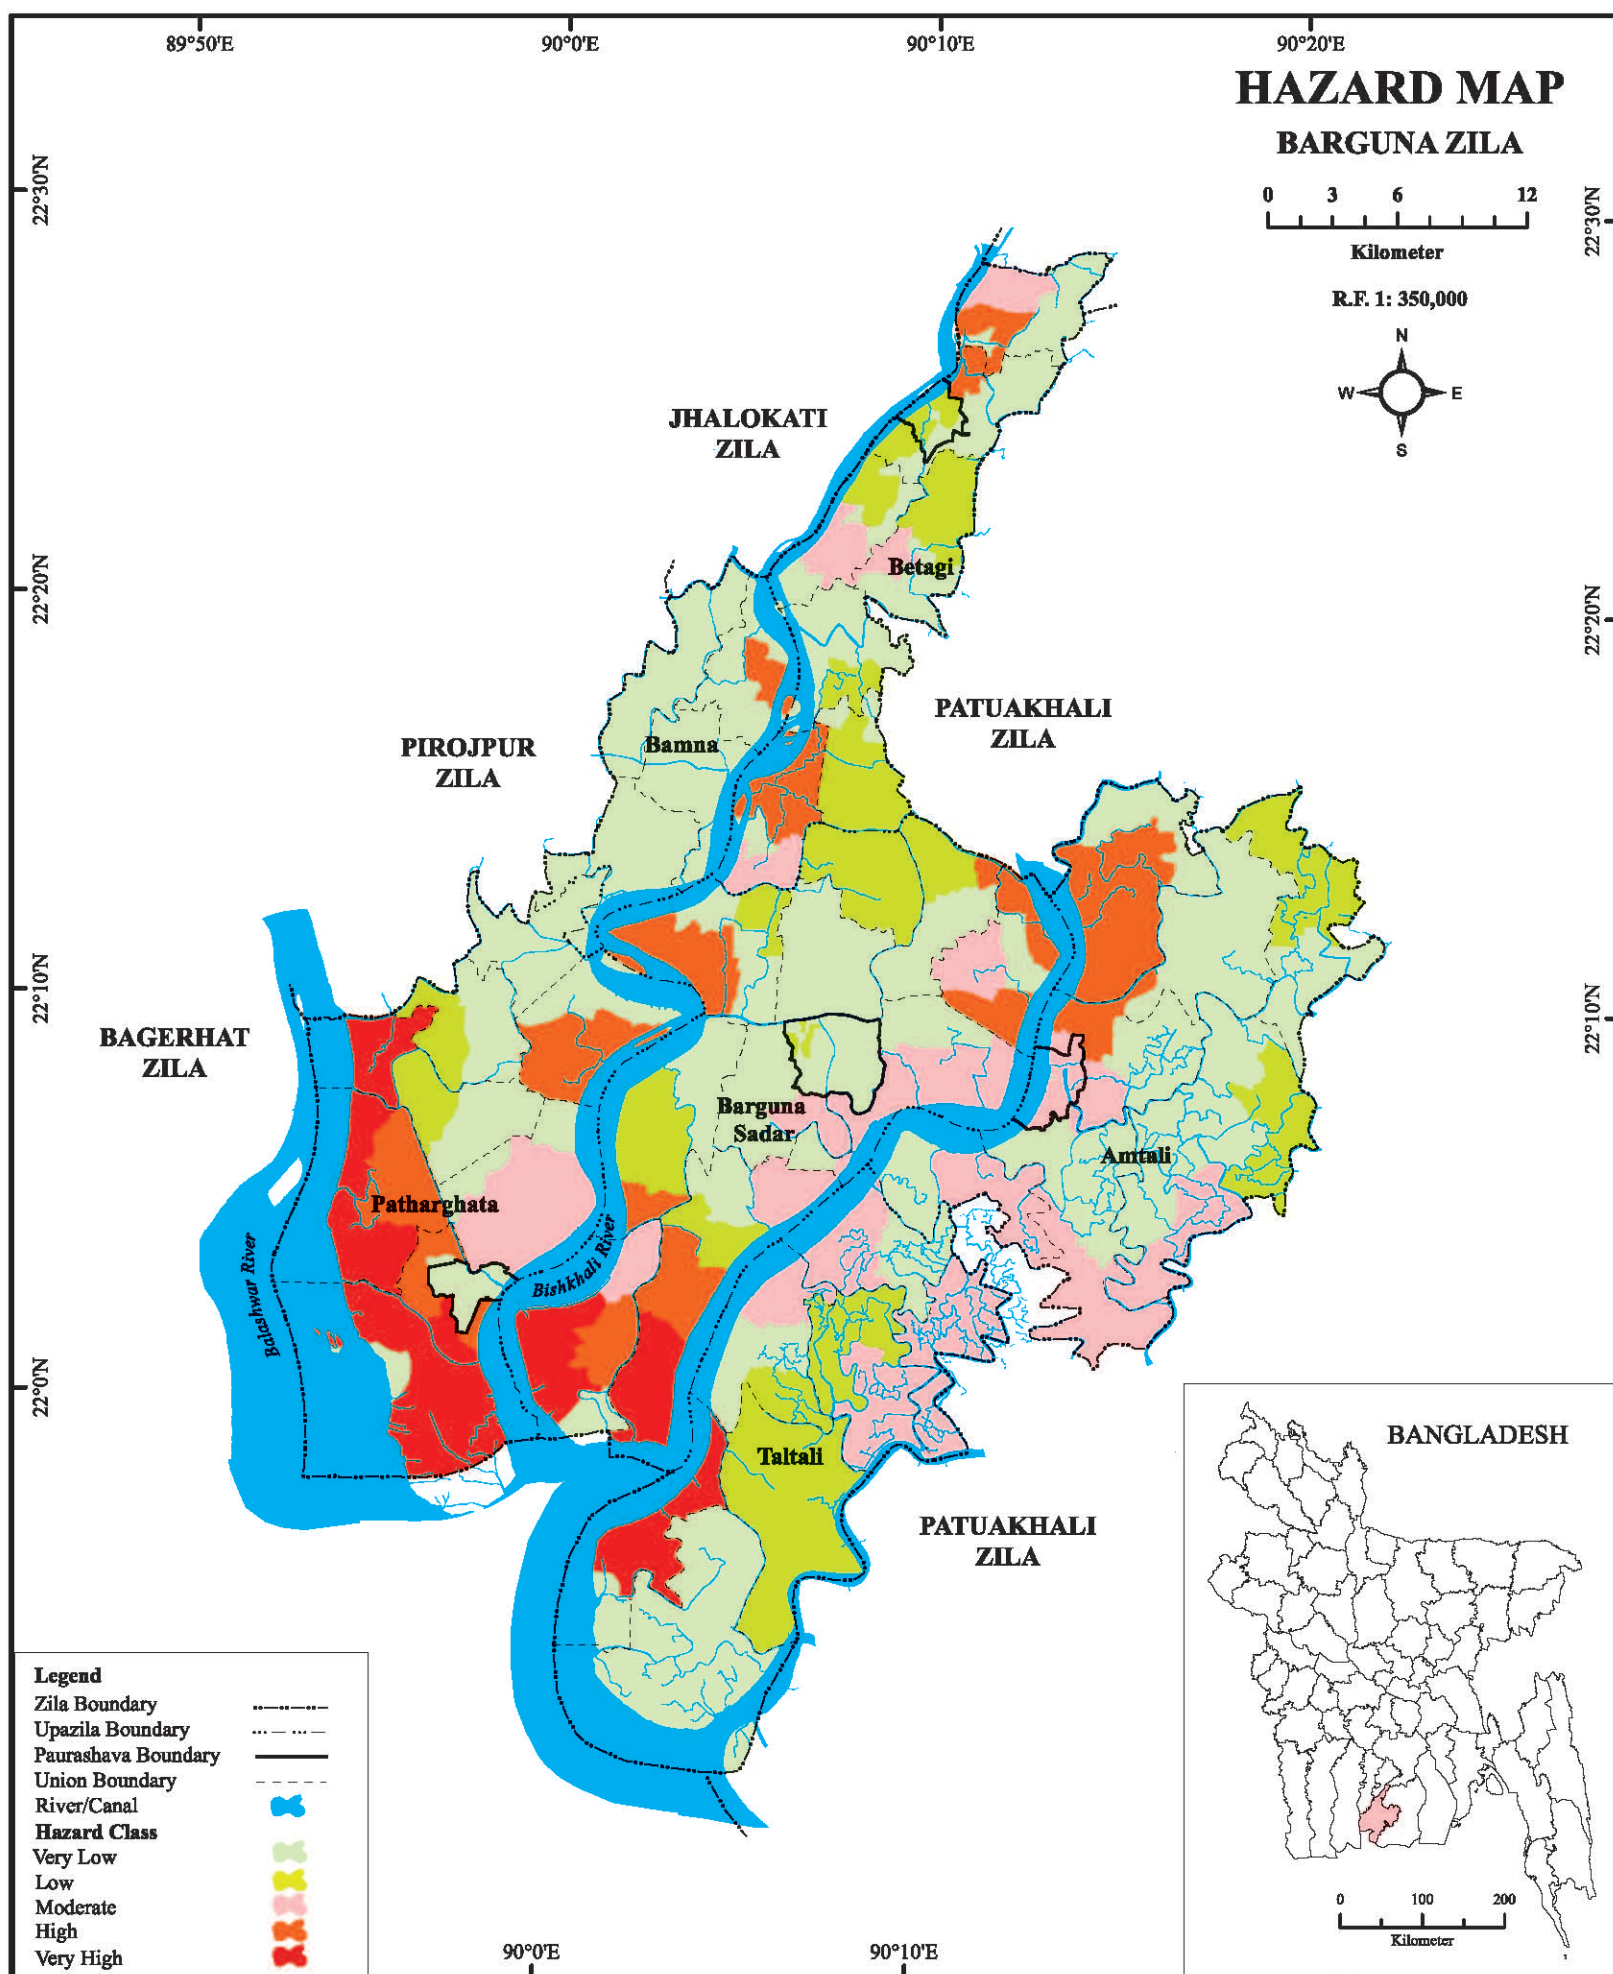 89°50'E
90°0'E
90°10'E
90°20'E
HAZARD MAP
BARGUNA ZILA
0 3 6 12
Kilometer
R.F. 1: 350,000
N
W E
S
22°30'N
22°30'N
JHALOKATI
ZILA
22°20'N
22°20'N
Betagi
PATUAKHALI
ZILA
PIROJPUR
ZILA
Bamna
22°10'N
22°10'N
BAGERHAT
ZILA
Barguna
Sadar
Amtali
Patharghata
Balashwar River
Bishkhali River
22°0'N
Taltali
PATUAKHALI
ZILA
BANGLADESH
0 100 200
Kilometer
Legend
Zila Boundary
Upazila Boundary
Paurashava Boundary
Union Boundary
River/Canal
Hazard Class
Very Low
Low
Moderate
High
Very High
90°0'E
90°10'E